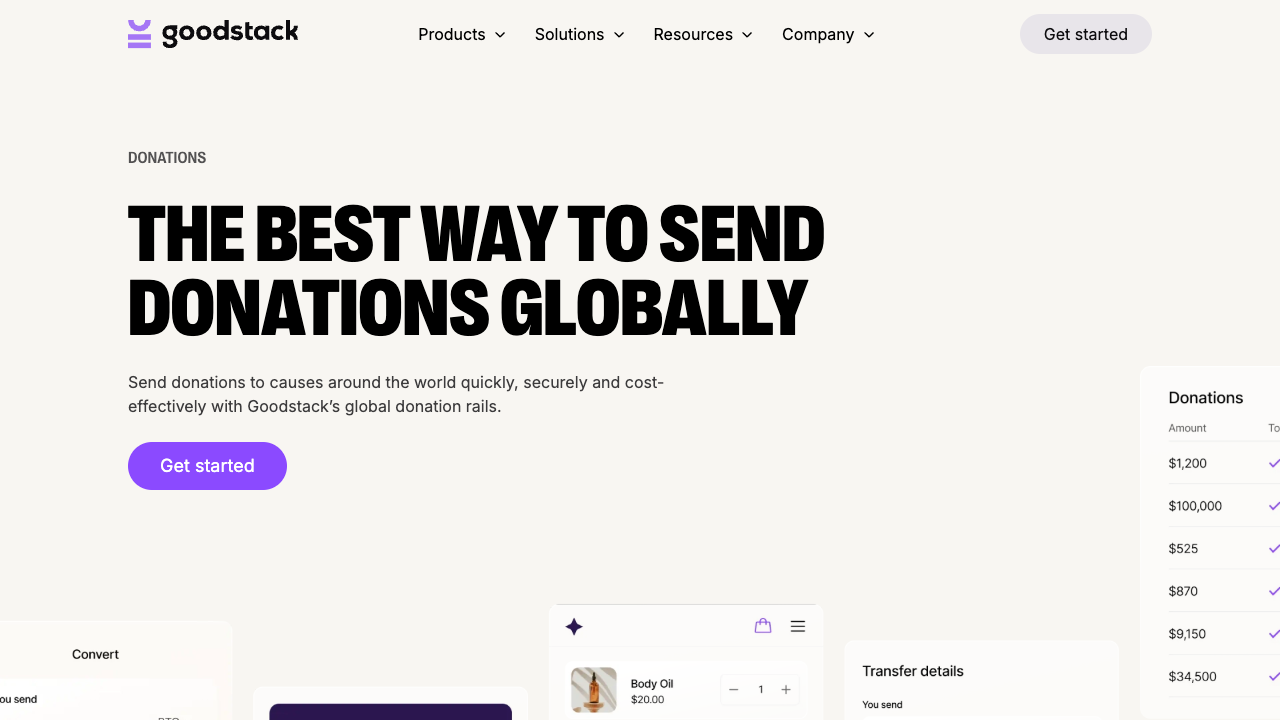 goodstack
Products
Solutions
Resources
Company
Get started
DONATIONS
THE BEST WAY TO SEND
DONATIONS GLOBALLY
Send donations to causes around the world quickly, securely and cost-
effectively with Goodstack’s global donation rails.
Get started
Donations
Amount To
$1,200
$100,000
$525
$870
$9,150
$34,500
Convert
ou send
BTC
Body Oil
$20.00
1
Transfer details
You send